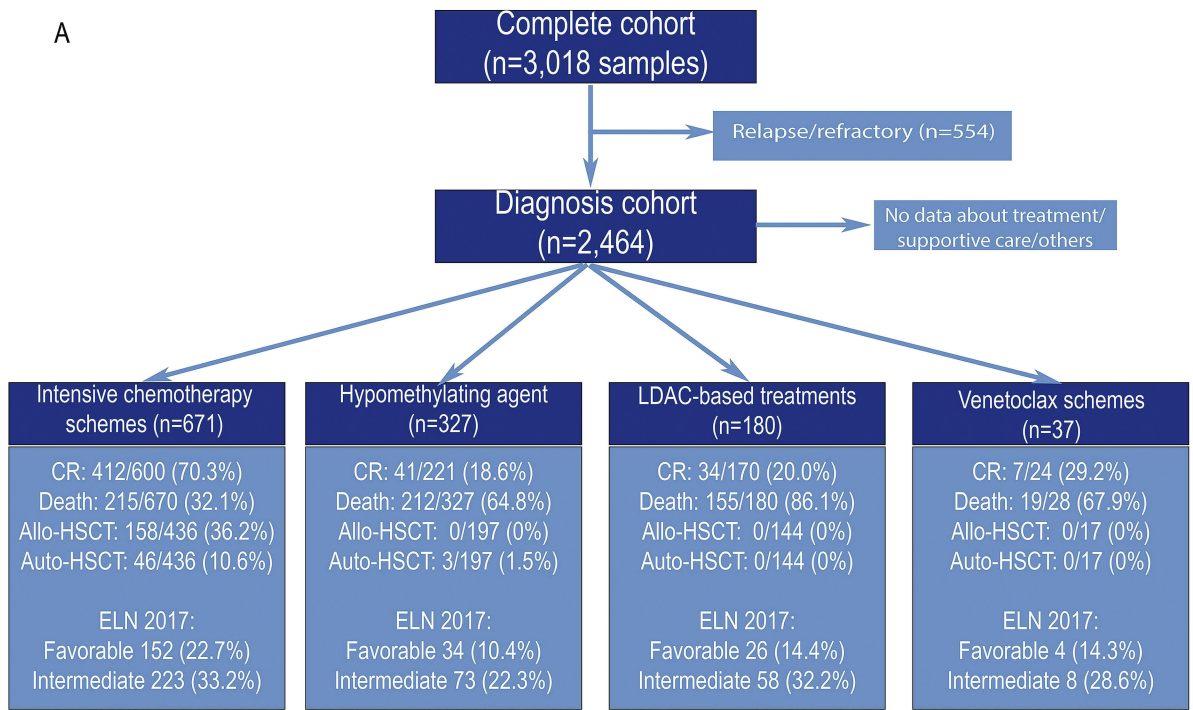 A
Complete cohort
(n=3,018 samples)
Relapse/refractory (n=554)
Diagnosis cohort
(n=2,464)
No data about treatment/
supportive care/others
Intensive chemotherapy
schemes (n=671)
CR: 412/600 (70.3%)
Death: 215/670 (32.1%)
Allo-HSCT: 158/436 (36.2%)
Auto-HSCT: 46/436 (10.6%)
ELN 2017:
Favorable 152 (22.7%)
Intermediate 223 (33.2%)
Hypomethylating agent
(n=327)
CR: 41/221 (18.6%)
Death: 212/327 (64.8%)
Allo-HSCT: 0/197 (0%)
Auto-HSCT: 3/197 (1.5%)
ELN 2017:
Favorable 34 (10.4%)
Intermediate 73 (22.3%)
LDAC-based treatments
(n=180)
CR: 34/170 (20.0%)
Death: 155/180 (86.1%)
Allo-HSCT: 0/144 (0%)
Auto-HSCT: 0/144 (0%)
ELN 2017:
Favorable 26 (14.4%)
Intermediate 58 (32.2%)
Venetoclax schemes
(n=37)
CR: 7/24 (29.2%)
Death: 19/28 (67.9%)
Allo-HSCT: 0/17 (0%)
Auto-HSCT: 0/17 (0%)
ELN 2017:
Favorable 4 (14.3%)
Intermediate 8 (28.6%)